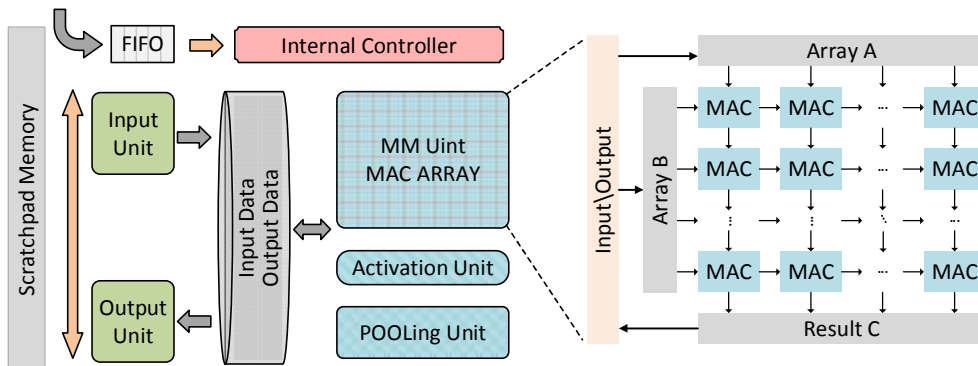 FIFO
Internal Controller
Scratchpad Memory
Input
Unit
Output
Unit
Input Data
Output Data
MM Uint
MAC ARRAY
Activation Unit
POOLing Unit
Input\Output
Array A
Array B
MAC MAC ... MAC
MAC MAC ... MAC
... ... ... ...
MAC MAC ... MAC
Result C